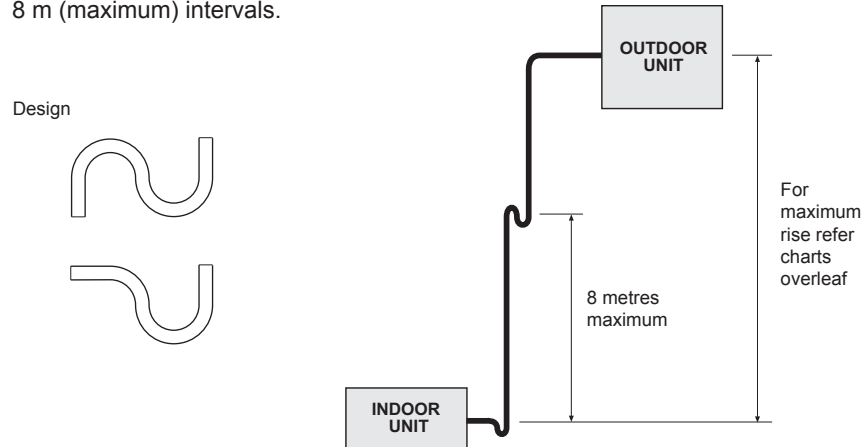 8 m (maximum) intervals.
Design
OUTDOOR
UNIT
For
maximum
rise refer
charts
overleaf
8 metres
maximum
INDOOR
UNIT